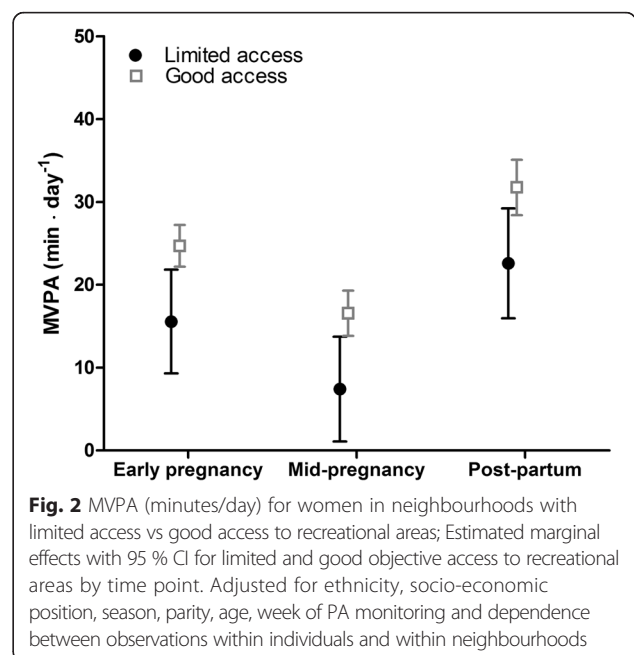 50
40
30
20
10
0
MVPA (min · day⁻¹)
Limited access
Good access
Early pregnancy Mid-pregnancy Post-partum
Fig. 2 MVPA (minutes/day) for women in neighbourhoods with
limited access vs good access to recreational areas; Estimated marginal
effects with 95 % CI for limited and good objective access to recreational
areas by time point. Adjusted for ethnicity, socio-economic
position, season, parity, age, week of PA monitoring and dependence
between observations within individuals and within neighbourhoods